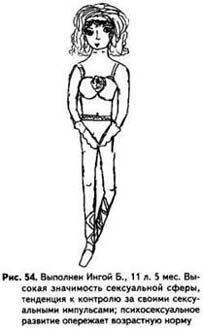 Рис. 54. Выполнен Ингой Б., 11 л. 5 мес. Вы-
сокая значимость сексуальной сферы,
тенденция к контролю за своими сексу-
альными импульсами; психосексуальное
развитие опережает возрастную норму